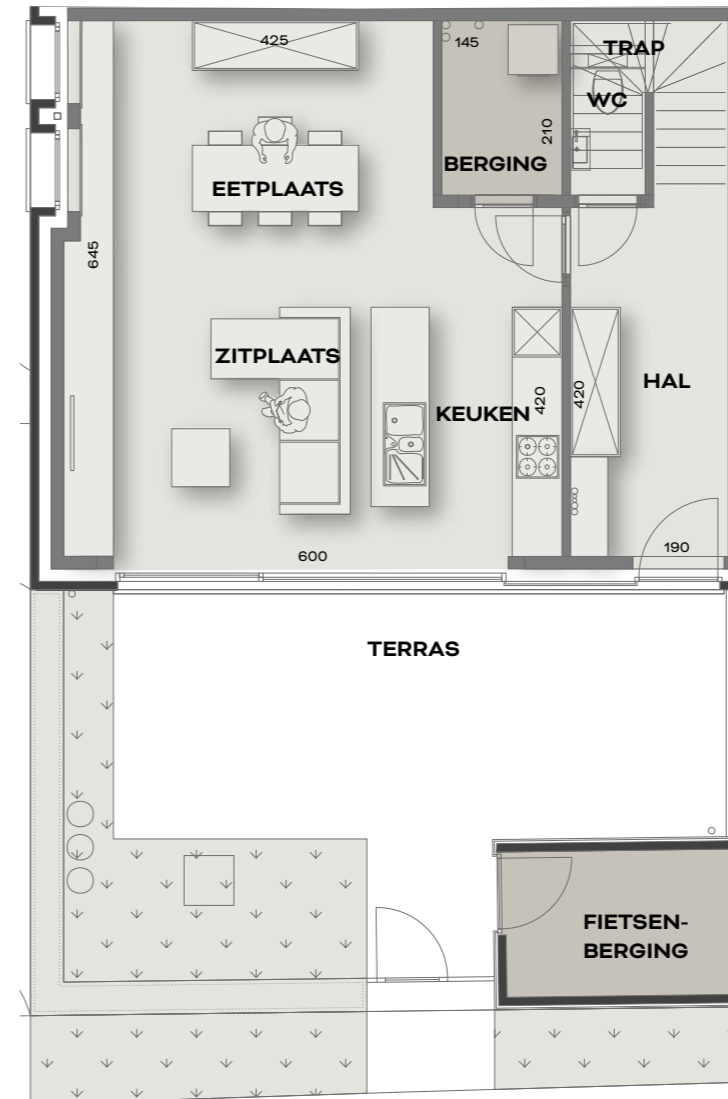 425
145
TRAP
WC
210
BERGING
EETPLAATS
645
ZITPLAATS
HAL
KEUKEN
420
420
600
190
TERRAS
FIETSEN-
BERGING